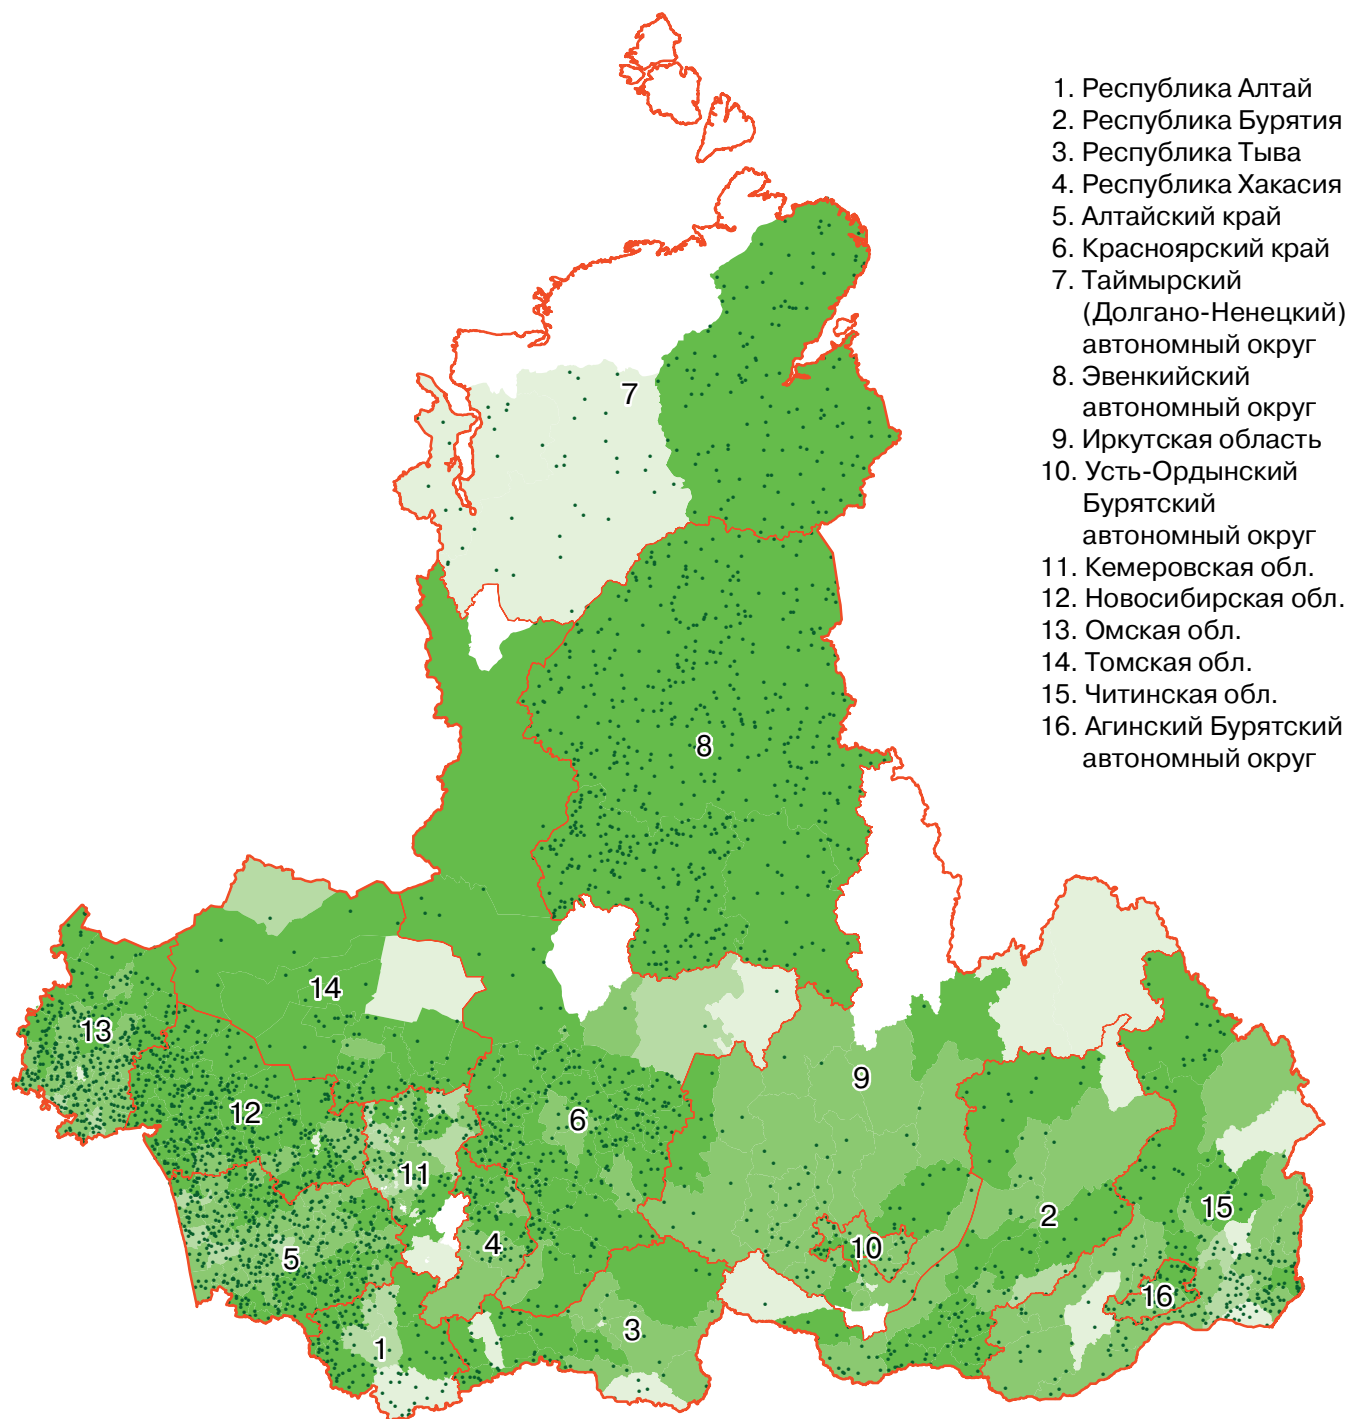 1. Республика Алтай
2. Республика Бурятия
3. Республика Тыва
4. Республика Хакасия
5. Алтайский край
6. Красноярский край
7. Таймырский
(Долгано-Ненецкий)
автономный округ
8. Эвенкийский
автономный округ
9. Иркутская область
10. Усть-Ордынский
Бурятский
автономный округ
11. Кемеровская обл.
12. Новосибирская обл.
13. Омская обл.
14. Томская обл.
15. Читинская обл.
16. Агинский Бурятский
автономный округ
7
8
14
13
9
12
6
11
15
2
4
10
5
16
3
1